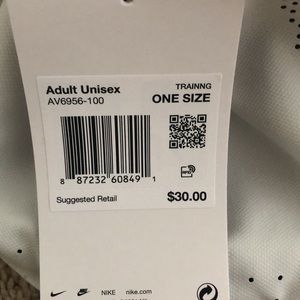 Adult Unisex
TRAINNG
AV6956-100
ONE SIZE
8 87232 60849 1
Suggested Retail
$30.00
NIKE nike.com